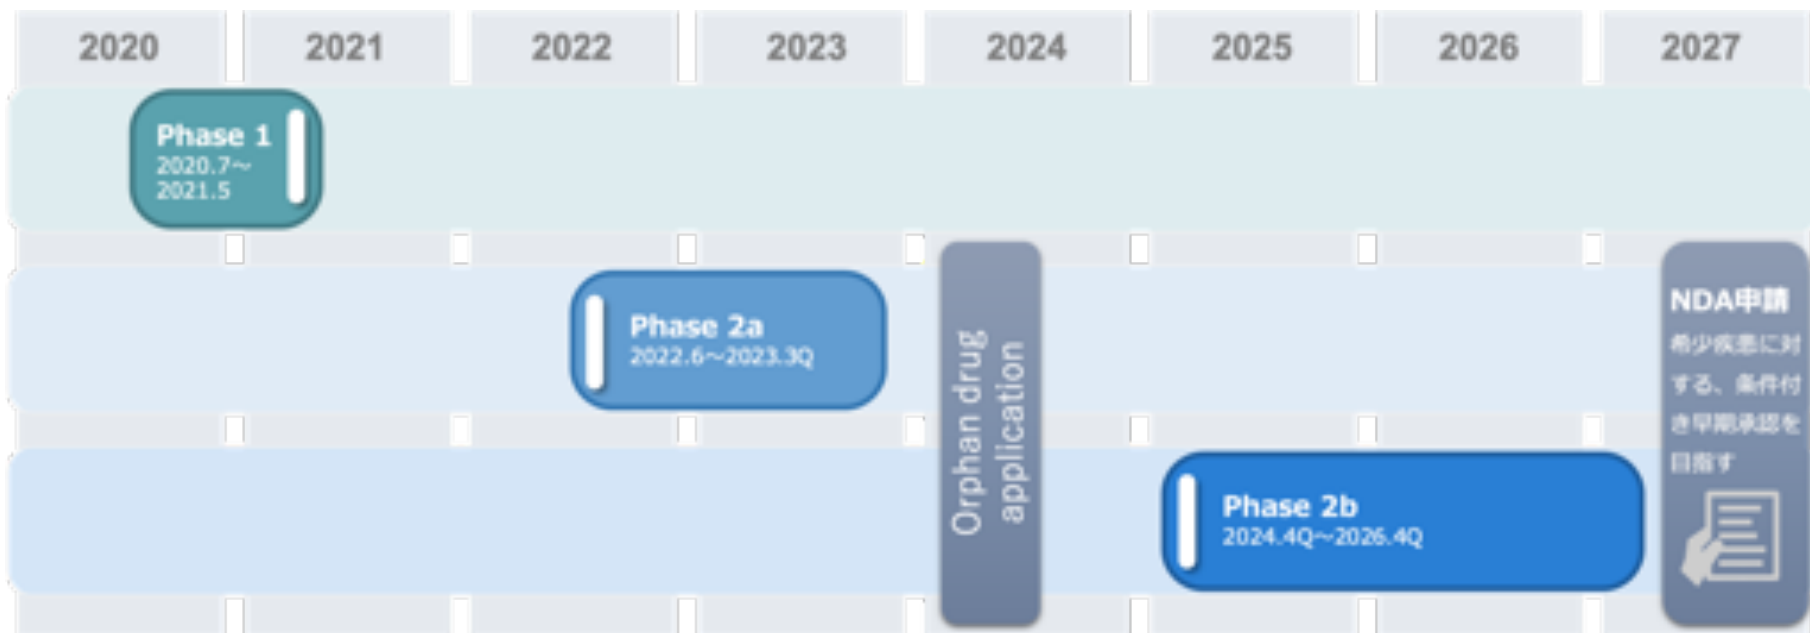 2020
2021
2022
2023
2024
2025
2026
2027
Phase 1
2020.7～
2021.5
Phase 2a
2022.6～2023.3Q
Orphan drug
application
Phase 2b
2024.4Q～2026.4Q
NDA申請
希少疾患に対
する、条件付
き早期承認を
目指す